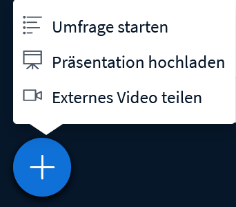 Umfrage starten
Präsentation hochladen
Externes Video teilen